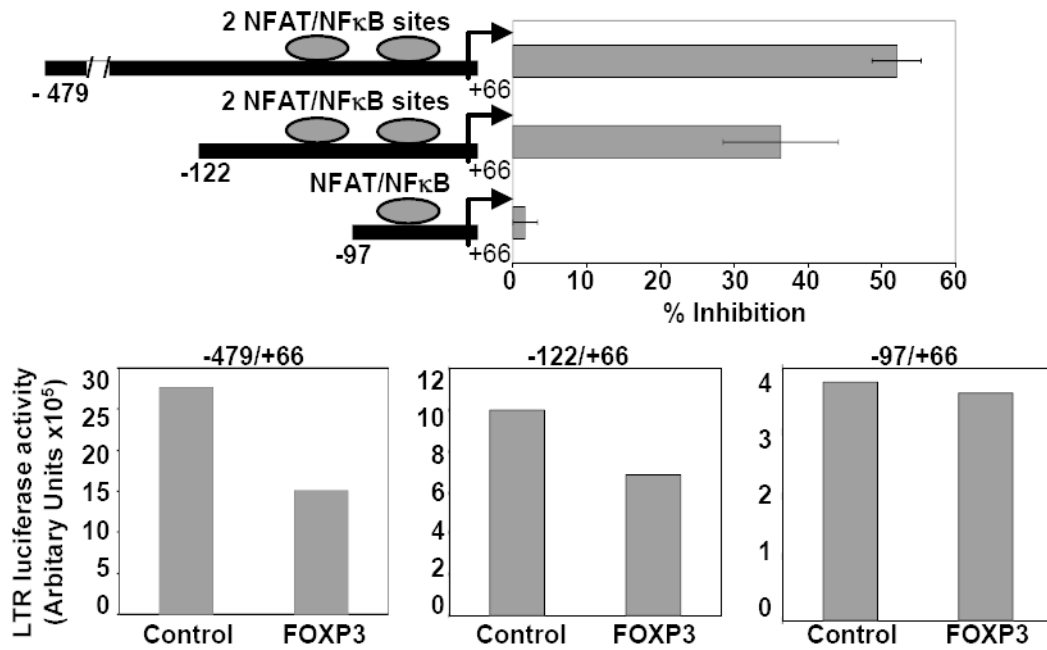 2 NFAT/NFκB sites
- 479
+66
2 NFAT/NFκB sites
-122
+66
NFAT/NFκB
-97
+66
0 10 20 30 40 50 60
% Inhibition
LTR luciferase activity
(Arbitary Units x10⁵)
-479/+66
30
25
20
15
10
5
0
Control FOXP3
-122/+66
12
10
8
6
4
2
0
Control FOXP3
-97/+66
4
3
2
1
0
Control FOXP3